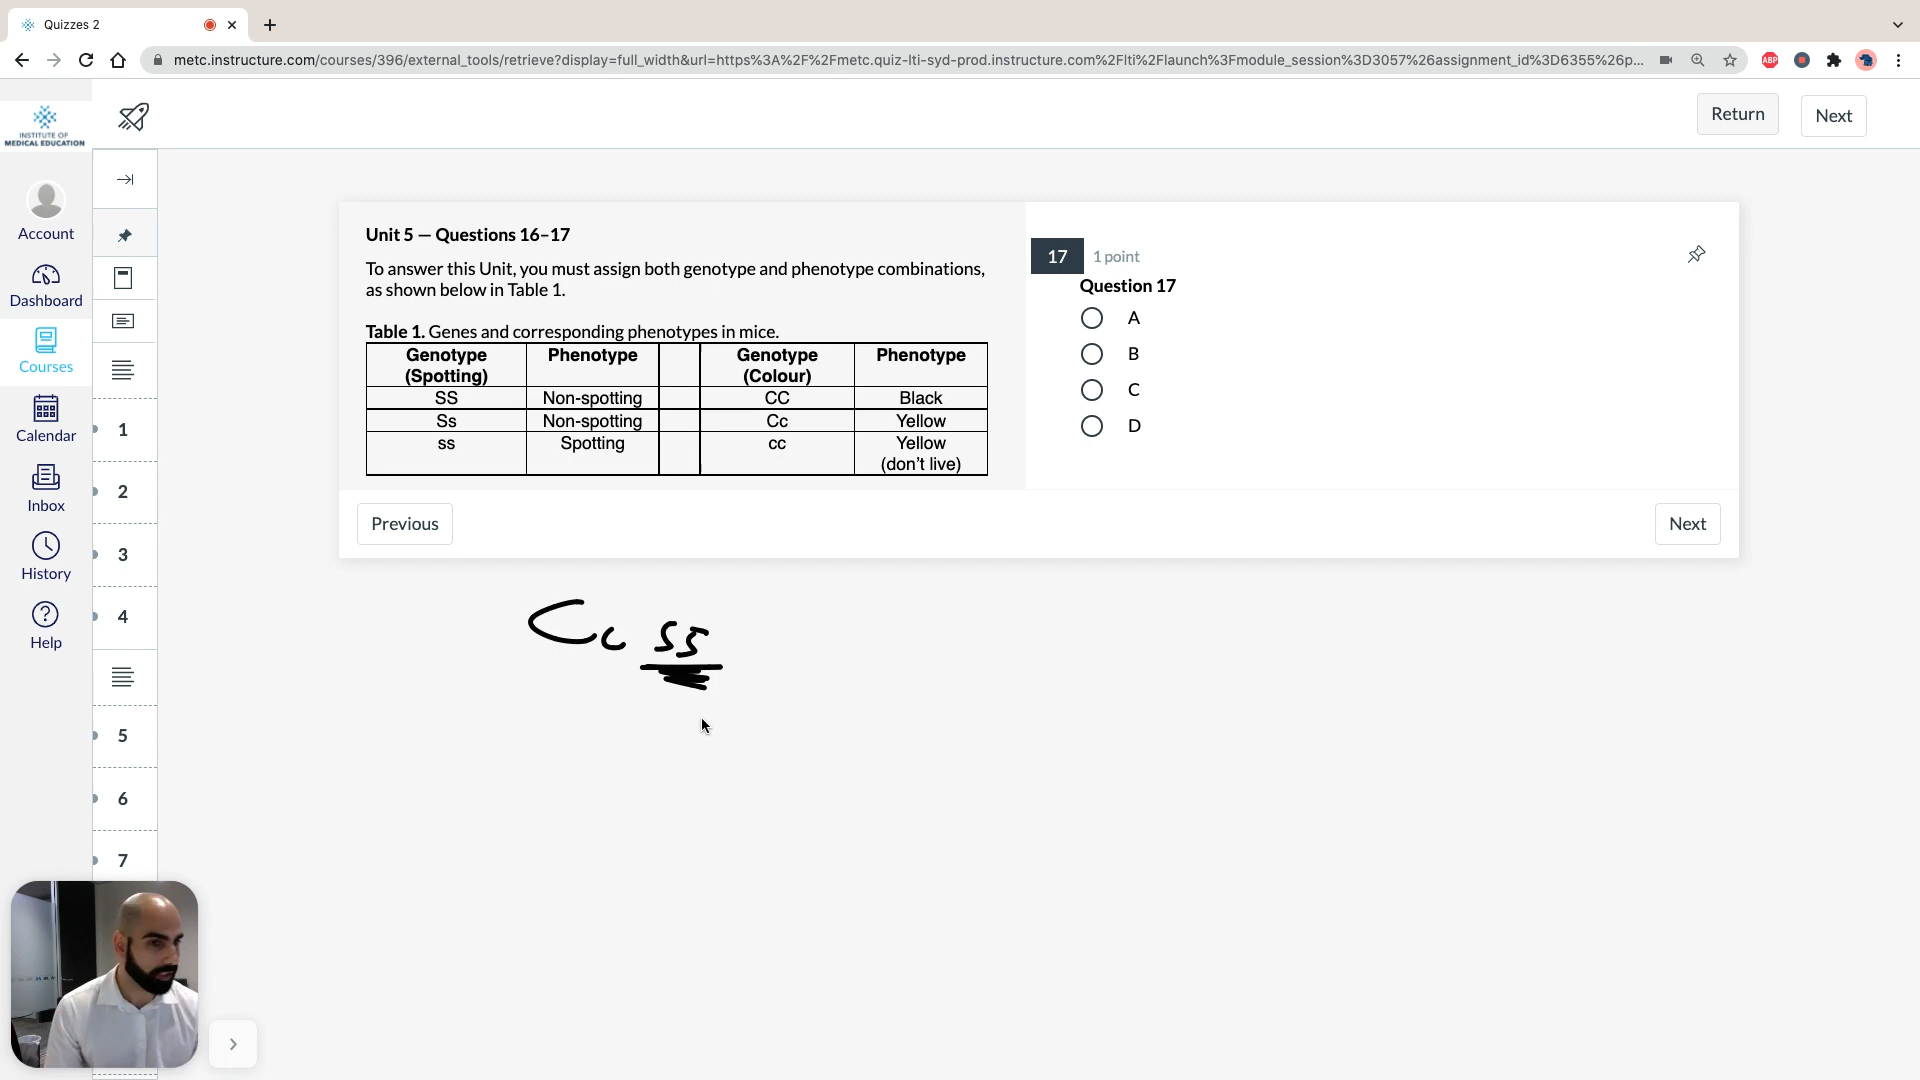 Quizzes 2
metc.instructure.com/courses/396/external_tools/retrieve?display=full_width&url=https%3A%2F%2Fmetc.quiz-lti-syd-prod.instructure.com%2Flti%2Flaunch%3Fmodule_session%3D3057%26assignment_id%3D6355%26p...
ABP
INSTITUTE OF
MEDICAL EDUCATION
Return
Next
Account
Dashboard
Courses
Calendar
Inbox
History
Help
1
2
3
4
5
6
7
Unit 5 – Questions 16–17
To answer this Unit, you must assign both genotype and phenotype combinations,
as shown below in Table 1.
Table 1. Genes and corresponding phenotypes in mice.
Genotype (Spotting) Phenotype Genotype (Colour) Phenotype
SS Non-spotting CC Black
Ss Non-spotting Cc Yellow
ss Spotting cc Yellow (don't live)
17 1 point
Question 17
A
B
C
D
Previous
Next
Cc ss